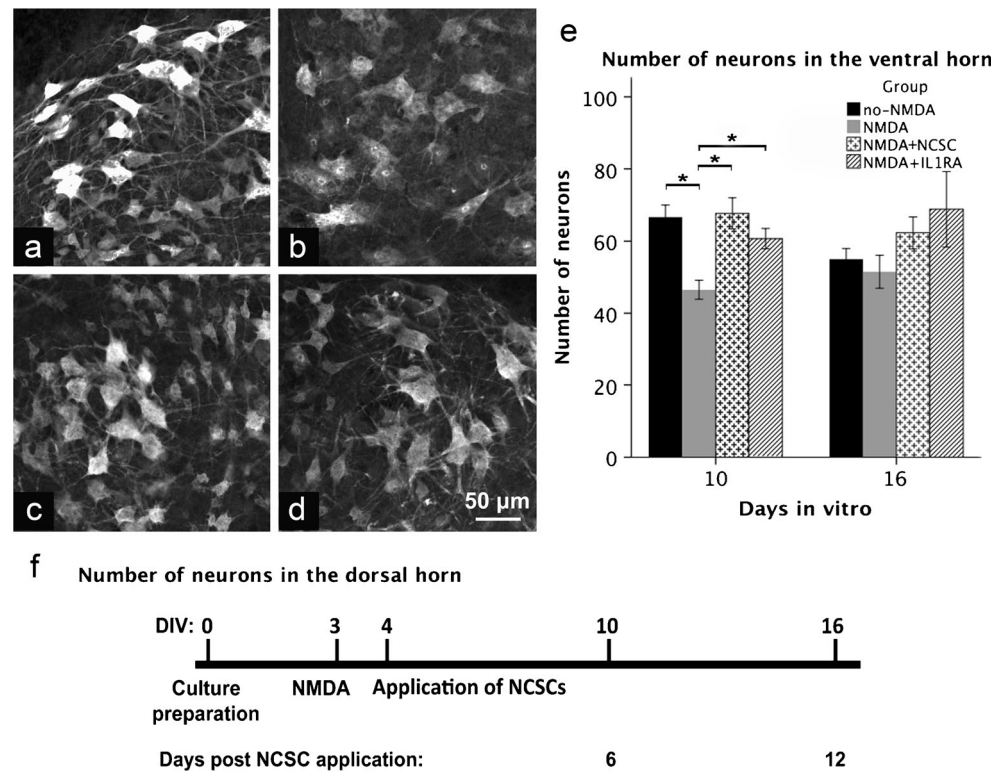 a
b
c
d
50 µm
e
Number of neurons in the ventral horn
Group
no-NMDA
NMDA
NMDA+NCSC
NMDA+IL1RA
*
*
*
100
80
60
40
20
0
Number of neurons
10
16
Days in vitro
f
Number of neurons in the dorsal horn
DIV: 0 3 4 10 16
Culture preparation
NMDA
Application of NCSCs
Days post NCSC application: 6 12